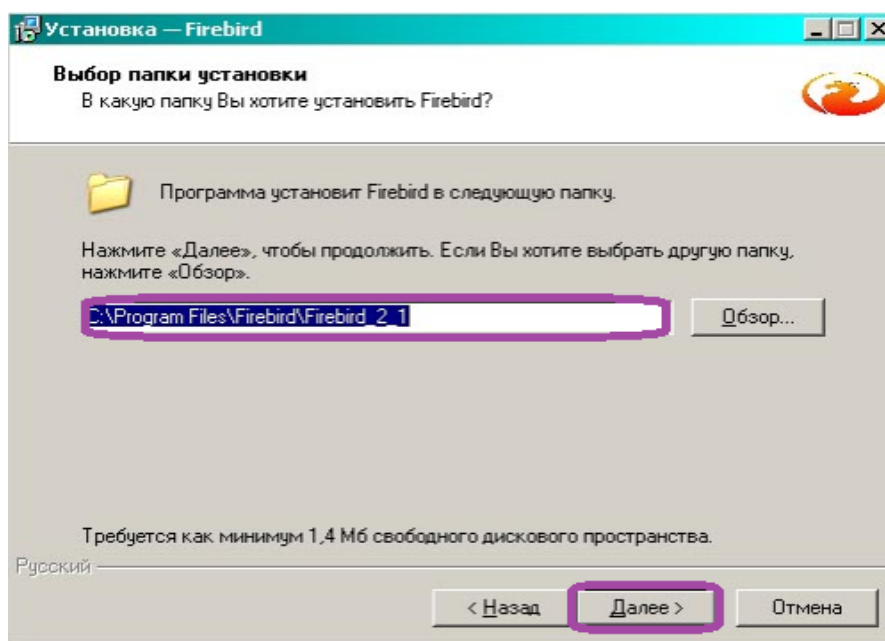 Установка — Firebird
Выбор папки установки
В какую папку Вы хотите установить Firebird?
Программа установит Firebird в следующую папку.
Нажмите «Далее», чтобы продолжить. Если Вы хотите выбрать другую папку,
нажмите «Обзор».
C:\Program Files\Firebird\Firebird_2_1
Обзор...
Требуется как минимум 1,4 Мб свободного дискового пространства.
Русский
< Назад
Далее >
Отмена